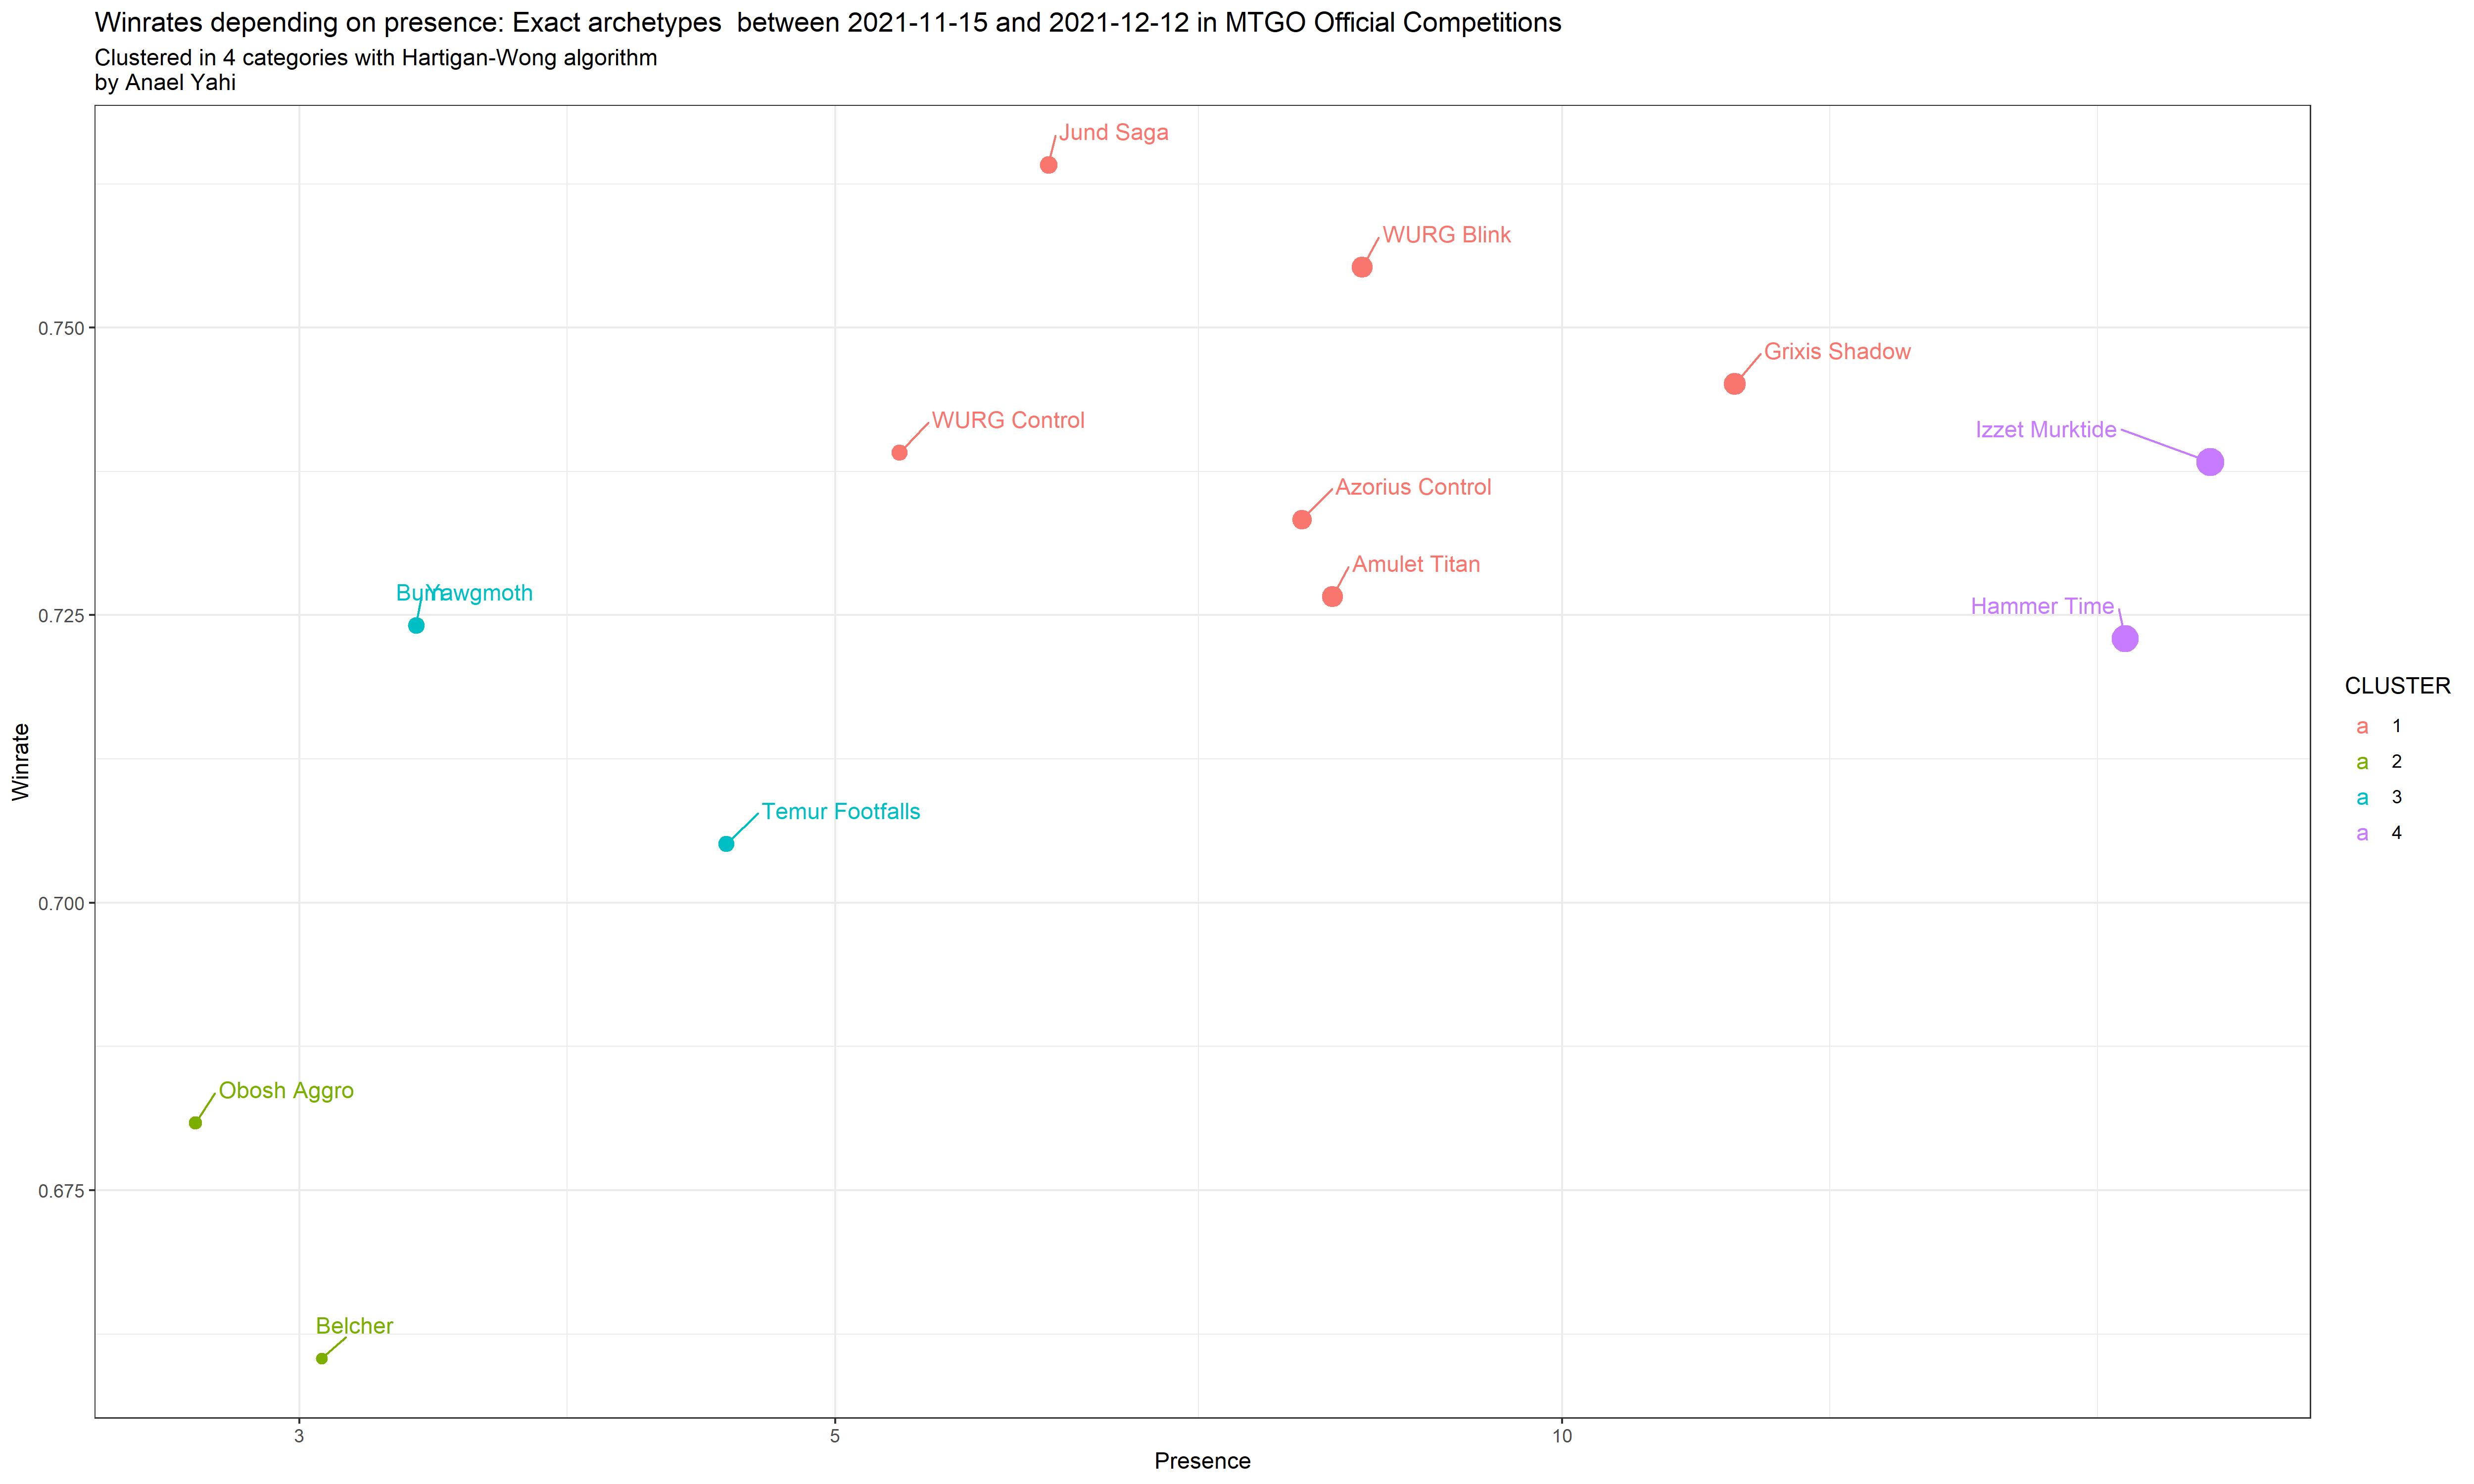 Winrates depending on presence: Exact archetypes  between 2021-11-15 and 2021-12-12 in MTGO Official Competitions
Clustered in 4 categories with Hartigan-Wong algorithm
by Anael Yahi
Jund Saga
WURG Blink
0.750
Grixis Shadow
WURG Control
Izzet Murktide
Azorius Control
Amulet Titan
Burn
Yawgmoth
Hammer Time
0.725
CLUSTER
a 1
a 2
a 3
a 4
Winrate
Temur Footfalls
0.700
Obosh Aggro
0.675
Belcher
3
5
10
Presence